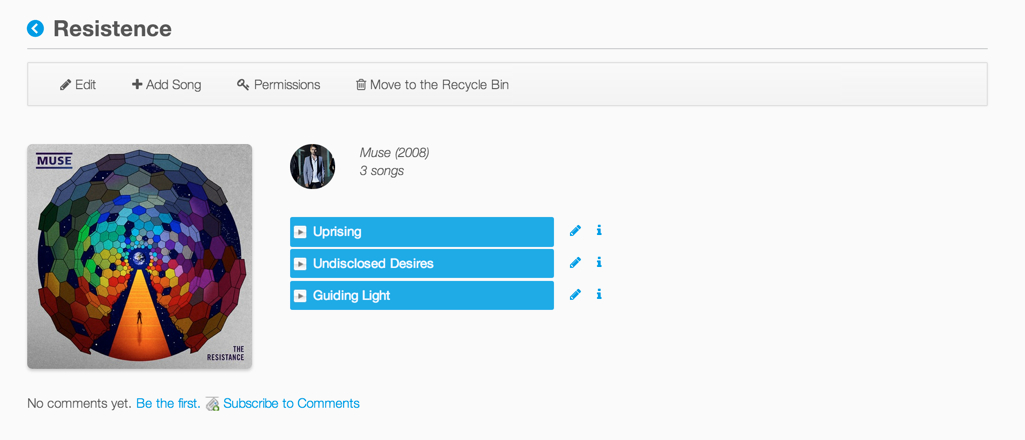 Resistence
Edit Add Song Permissions Move to the Recycle Bin
MUSE
THE
RESISTANCE
Muse (2008)
3 songs
Uprising
Undisclosed Desires
Guiding Light
No comments yet. Be the first. Subscribe to Comments